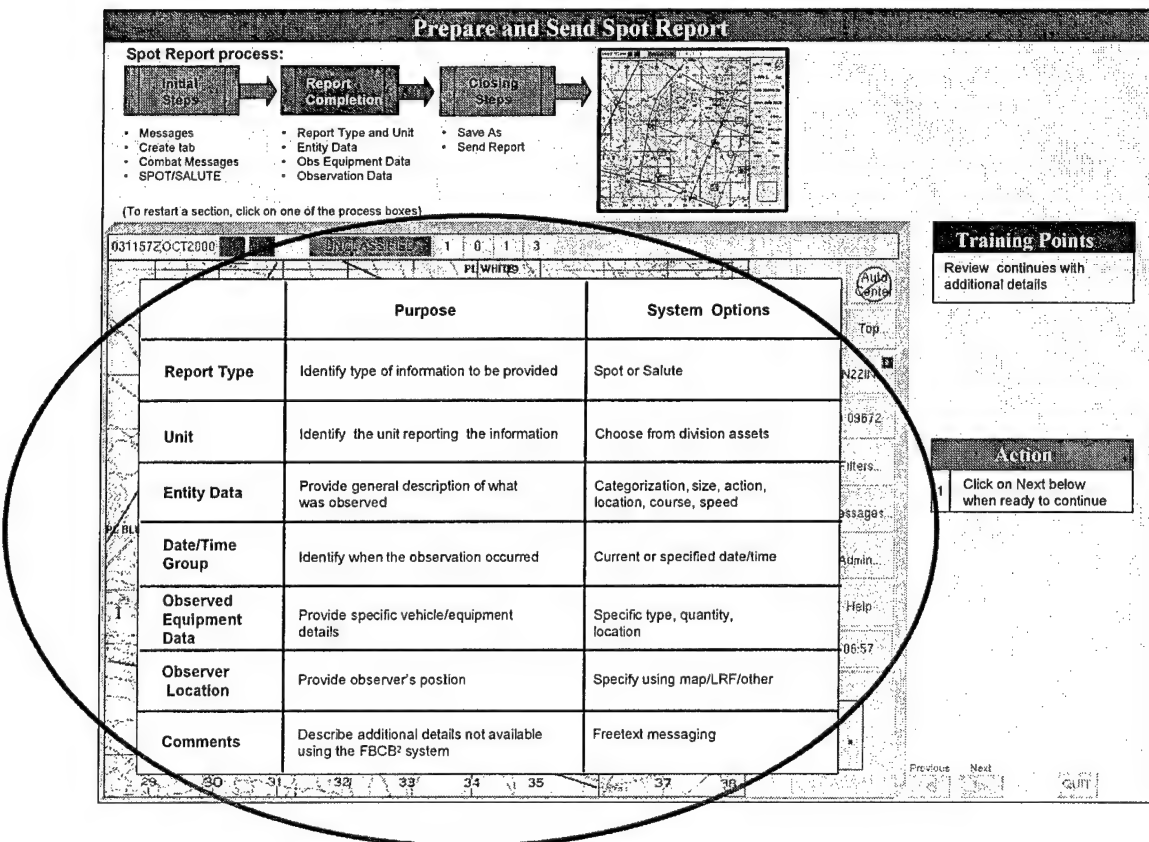 Prepare and Send Spot Report
Spot Report process:
Initial
Steps
Report
Completion
Closing
Steps
• Messages
• Create tab
• Combat Messages
• SPOT/SALUTE
• Report Type and Unit
• Entity Data
• Obs Equipment Data
• Observation Data
• Save As
• Send Report
(To restart a section, click on one of the process boxes)
031157ZOCT2000 UNCLASSIFIED 1 0 1 3
PL WHITE
Auto
Center
Top
09672
Admin...
Help
06:57
Purpose System Options
Report Type Identify type of information to be provided Spot or Salute
Unit Identify the unit reporting the information Choose from division assets
Entity Data Provide general description of what
was observed Categorization, size, action,
location, course, speed
Date/Time
Group Identify when the observation occurred Current or specified date/time
Observed
Equipment
Data Provide specific vehicle/equipment
details Specific type, quantity,
location
Observer
Location Provide observer's postion Specify using map/LRF/other
Comments Describe additional details not available
using the FBCB² system Freetext messaging
29 30 31 32 33 34 35 37 38
Training Points
Review continues with
additional details
Action
1 Click on Next below
when ready to continue
Previous Next
QUIT